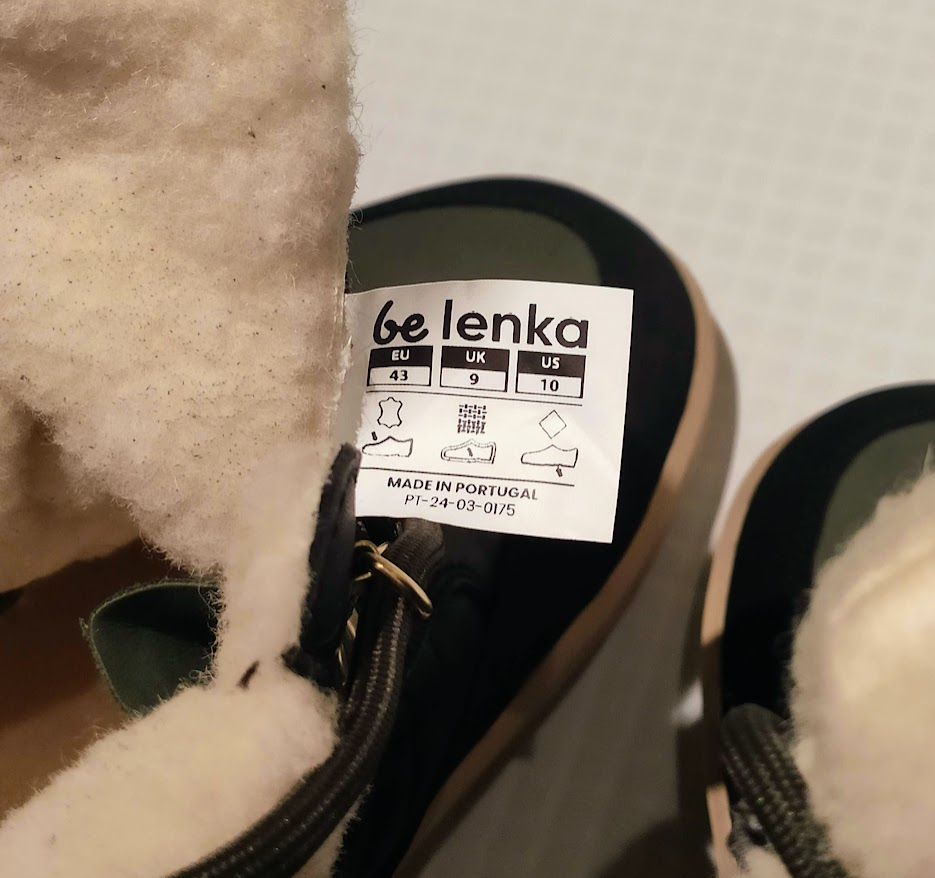 be lenka
EU UK US
43 9 10
MADE IN PORTUGAL
PT-24-03-0175